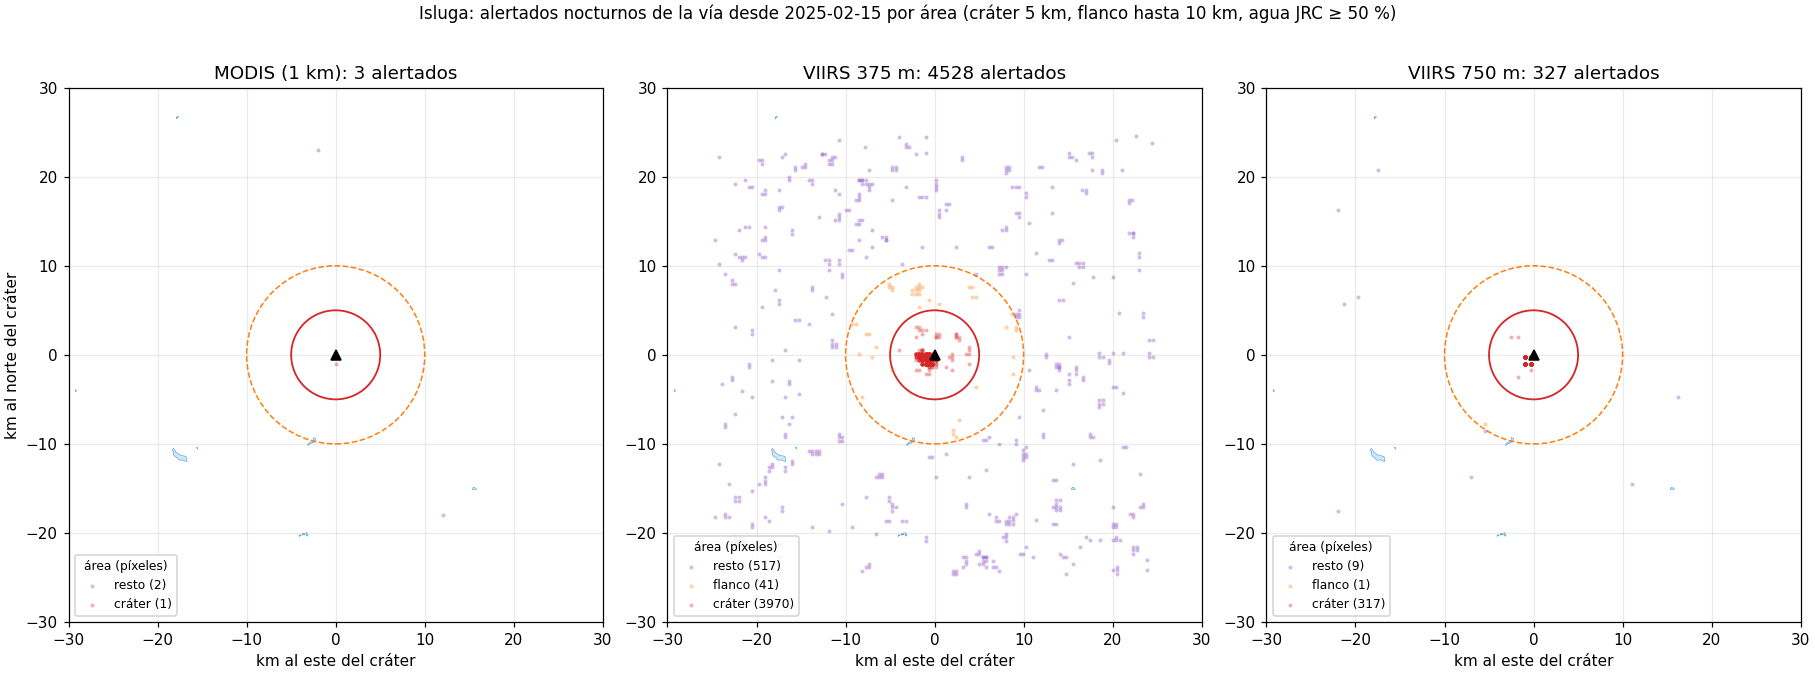 Isluga: alertados nocturnos de la vía desde 2025-02-15 por área (cráter 5 km, flanco hasta 10 km, agua JRC ≥ 50 %)
MODIS (1 km): 3 alertados
km al norte del cráter
30
20
10
0
−10
−20
−30
área (píxeles)
resto (2)
cráter (1)
−30 −20 −10 0 10 20 30
km al este del cráter
VIIRS 375 m: 4528 alertados
30
20
10
0
−10
−20
−30
área (píxeles)
resto (517)
flanco (41)
cráter (3970)
−30 −20 −10 0 10 20 30
km al este del cráter
VIIRS 750 m: 327 alertados
30
20
10
0
−10
−20
−30
área (píxeles)
resto (9)
flanco (1)
cráter (317)
−30 −20 −10 0 10 20 30
km al este del cráter